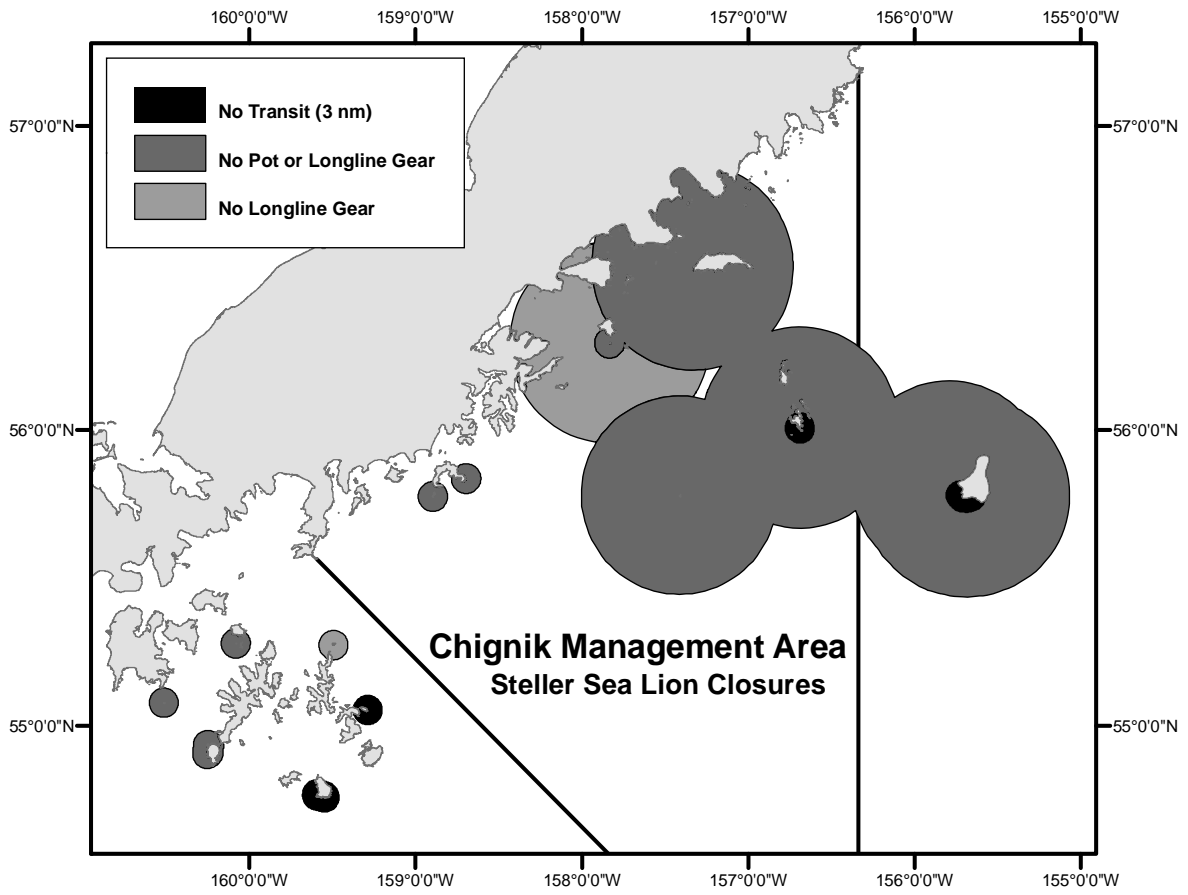 160°0'0"W 159°0'0"W 158°0'0"W 157°0'0"W 156°0'0"W 155°0'0"W
No Transit (3 nm)
57°0'0"N 57°0'0"N
No Pot or Longline Gear
No Longline Gear
56°0'0"N 56°0'0"N
Chignik Management Area
Steller Sea Lion Closures
55°0'0"N 55°0'0"N
160°0'0"W 159°0'0"W 158°0'0"W 157°0'0"W 156°0'0"W 155°0'0"W